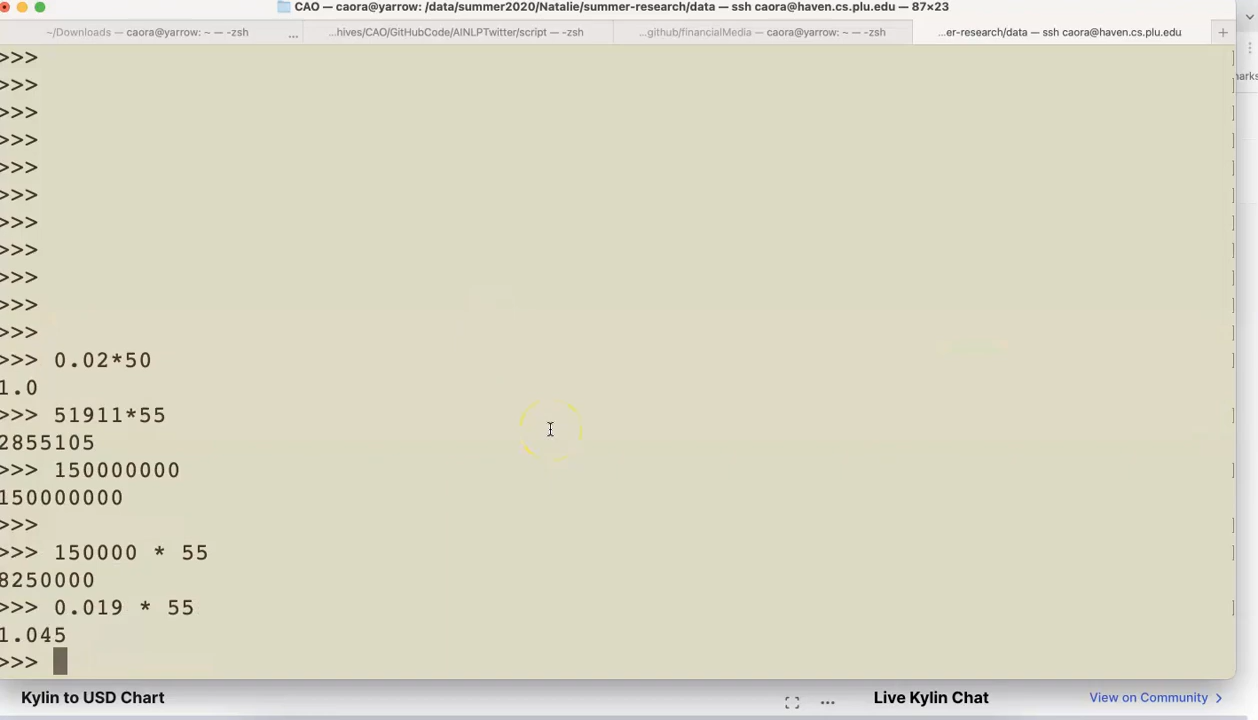 CAO — caora@yarrow: /data/summer2020/Natalie/summer-research/data — ssh caora@haven.cs.plu.edu — 87×23
~/Downloads — caora@yarrow: ~ — -zsh ... ...hives/CAO/GitHubCode/AINLPTwitter/script — -zsh ...github/financialMedia — caora@yarrow: ~ — -zsh ...er-research/data — ssh caora@haven.cs.plu.edu +
>>> ]
>>> ]
>>> ]
>>> ]
>>> ]
>>> ]
>>> ]
>>> ]
>>> ]
>>> ]
>>> ]
>>> 0.02*50 ]
1.0
>>> 51911*55 ]
2855105
>>> 150000000 ]
150000000
>>> ]
>>> 150000 * 55 ]
8250000
>>> 0.019 * 55 ]
1.045
>>>
Kylin to USD Chart ... Live Kylin Chat View on Community >